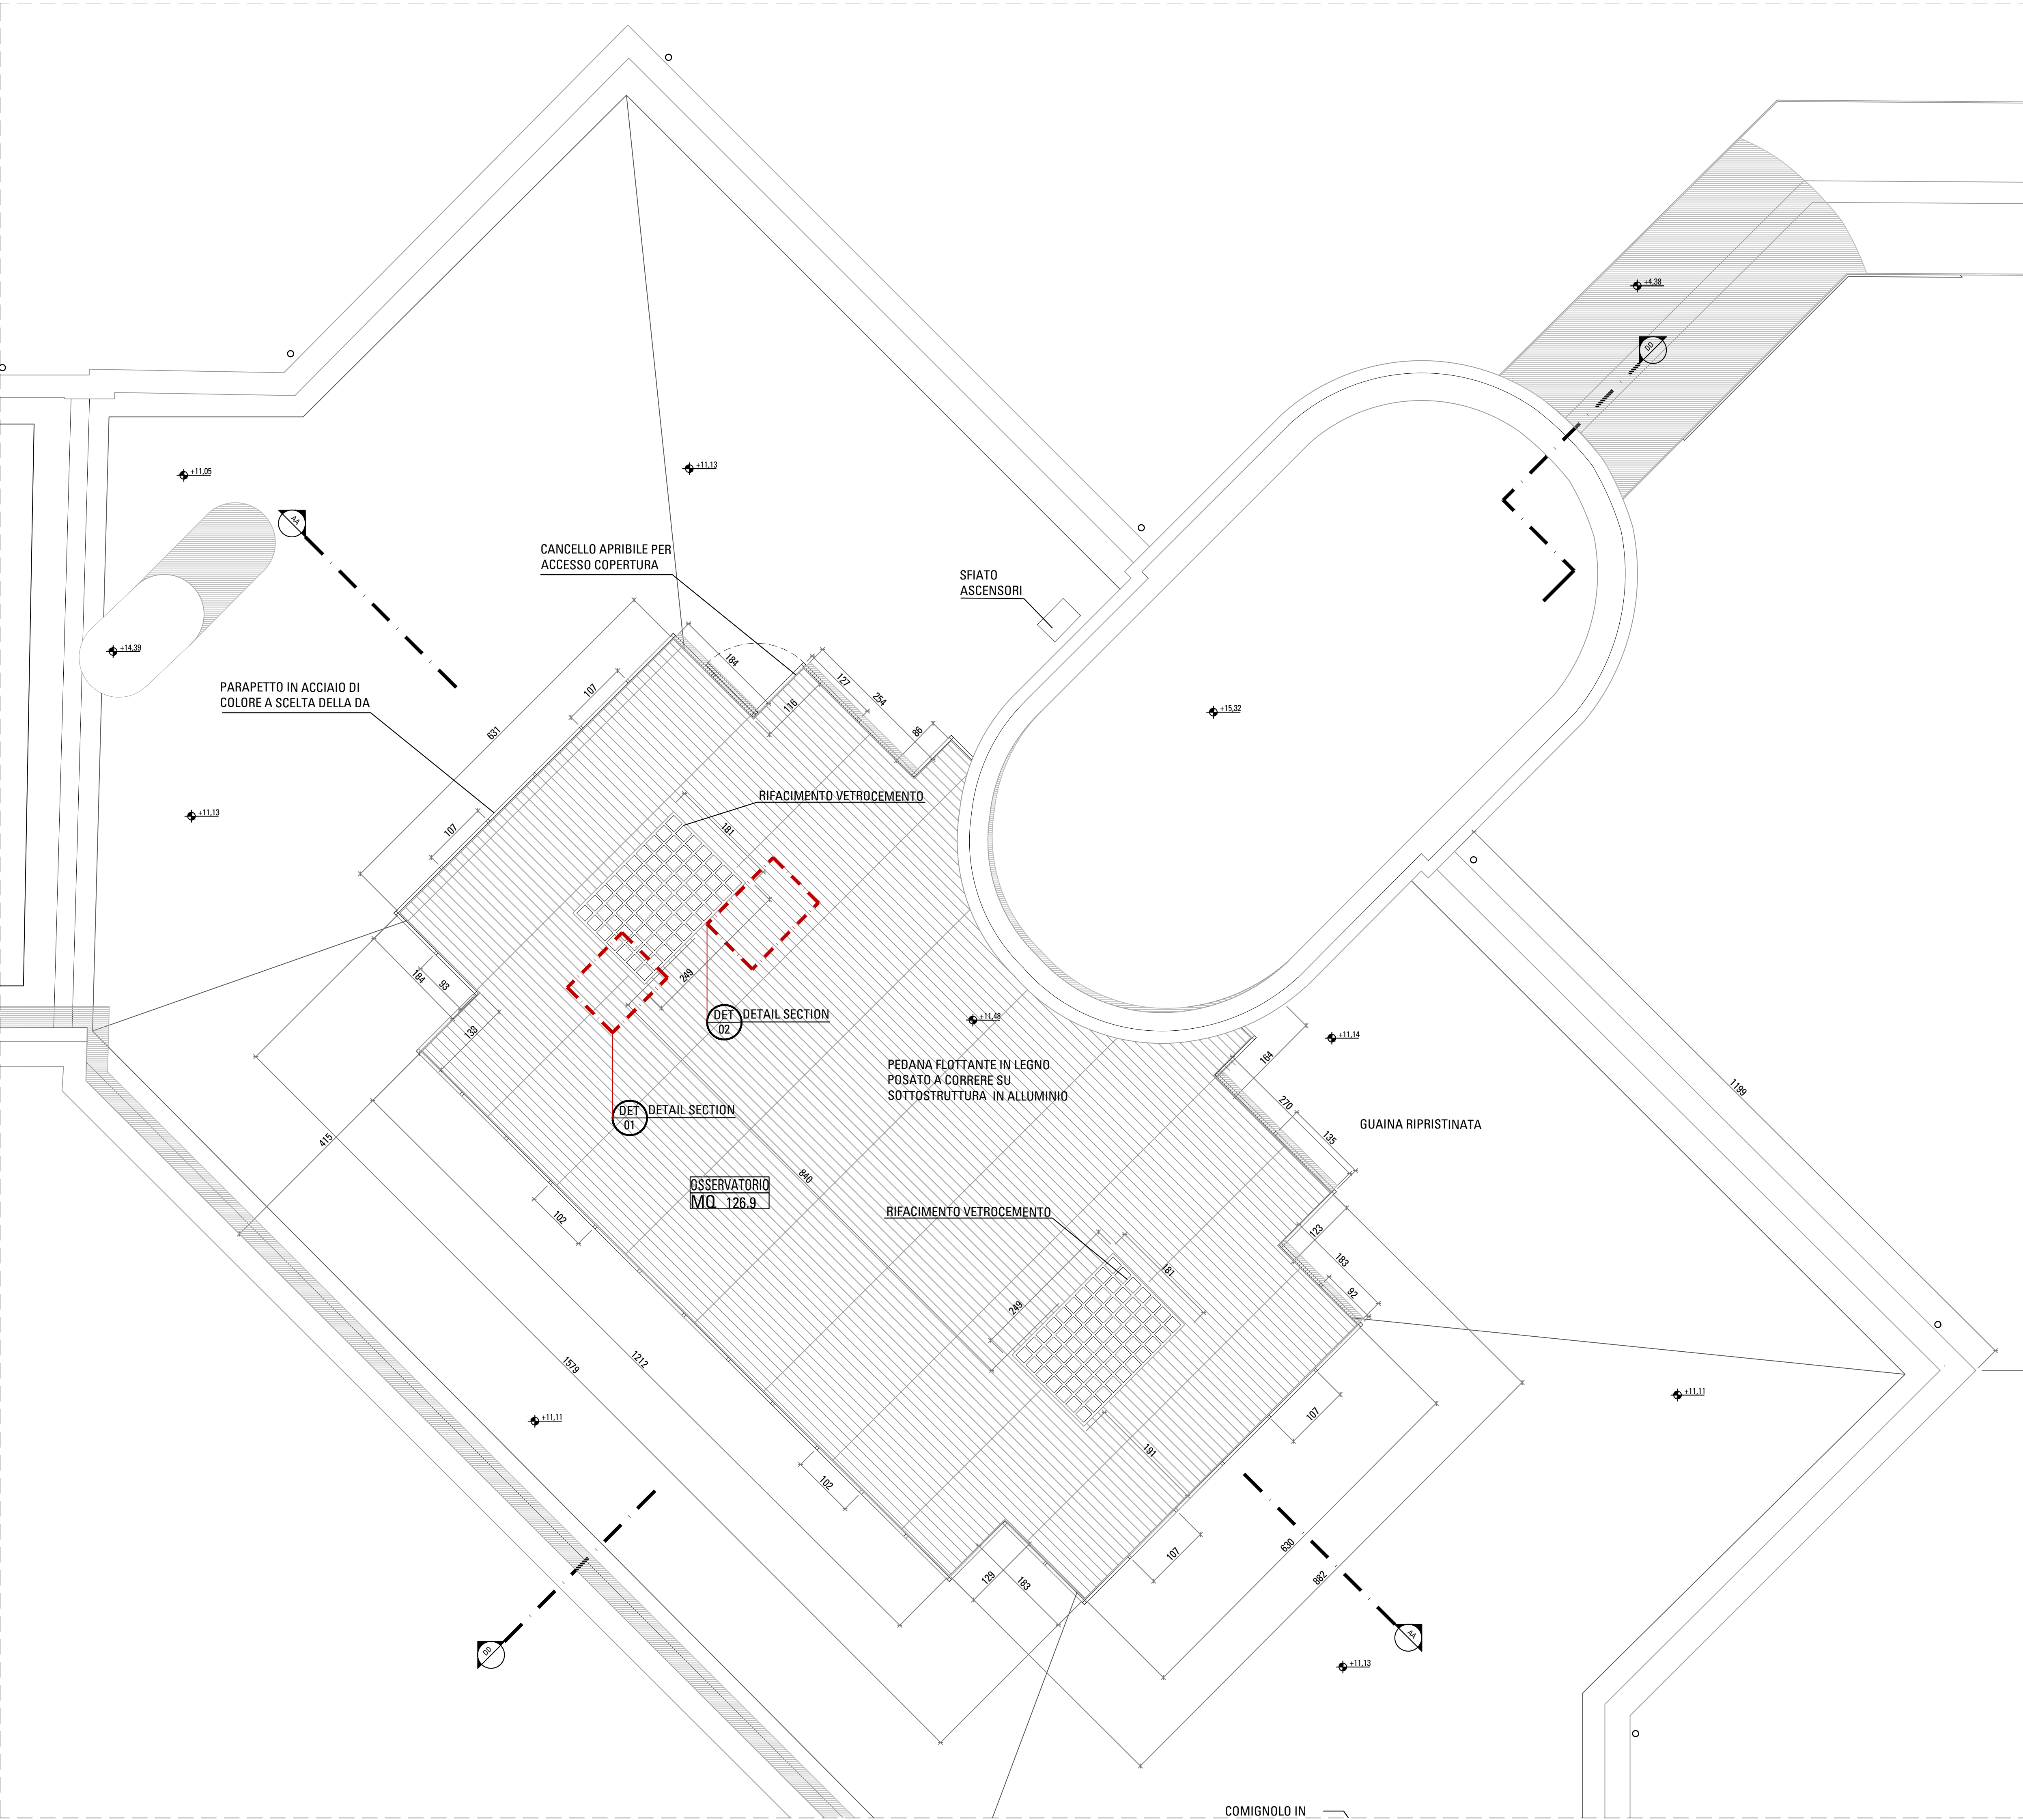 +4,38
DD
+11,05
+11,13
AA
CANCELLO APRIBILE PER
ACCESSO COPERTURA
SFIATO
ASCENSORI
+14,39
PARAPETTO IN ACCIAIO DI
COLORE A SCELTA DELLA DA
184
107
127
254
116
86
631
+15,32
RIFACIMENTO VETROCEMENTO
+11,13
107
181
249
184
93
133
DET
02
DETAIL SECTION
+11,48
+11,14
164
PEDANA FLOTTANTE IN LEGNO
POSATO A CORRERE SU
SOTTOSTRUTTURA IN ALLUMINIO
1199
DET
01
DETAIL SECTION
270
135
GUAINA RIPRISTINATA
415
840
OSSERVATORIO
MQ 126.9
RIFACIMENTO VETROCEMENTO
102
123
183
181
249
92
1579
1212
+11,11
+11,11
107
191
102
630
107
129
183
882
DD
AA
+11,13
COMIGNOLO IN